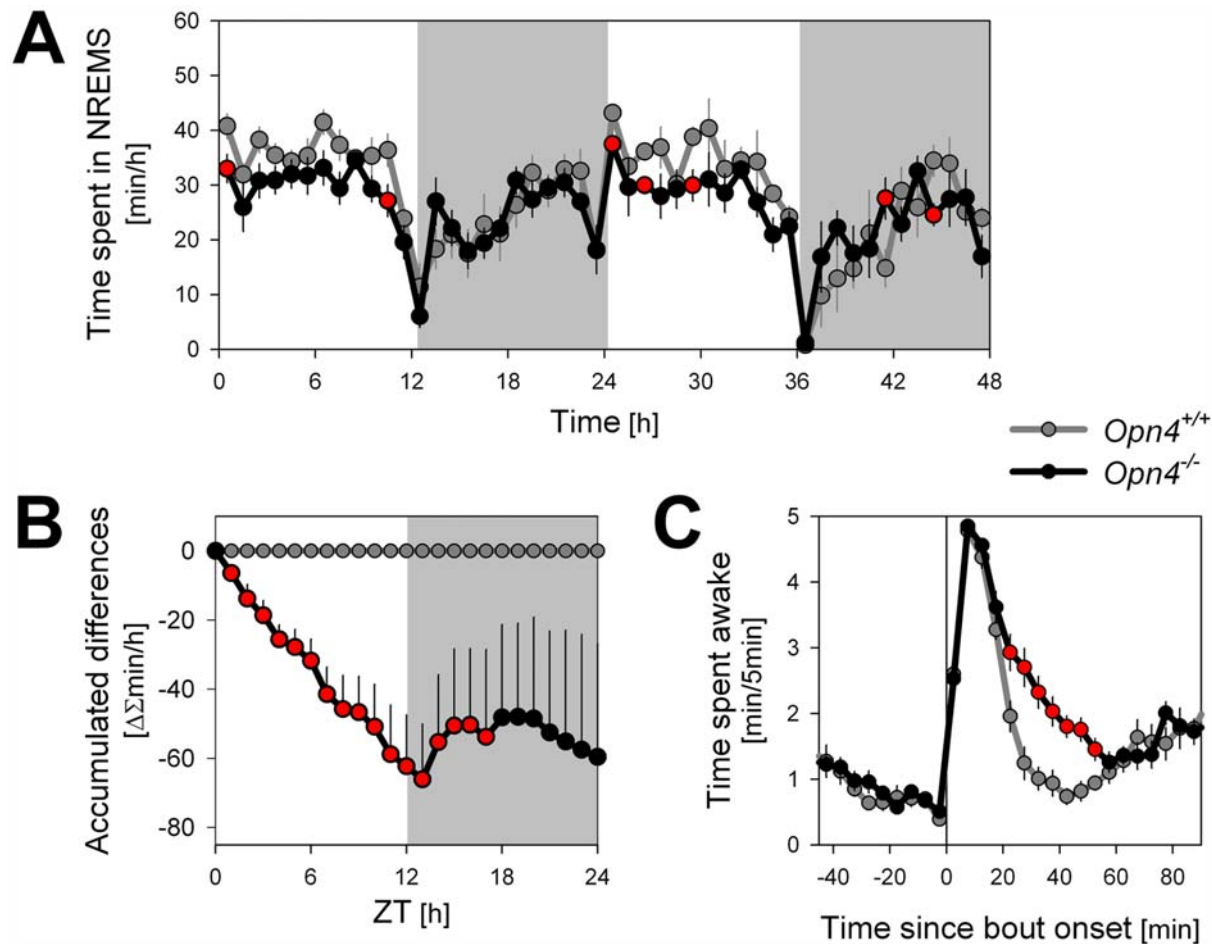 A
Time spent in NREMS
[min/h]
60
50
40
30
20
10
0
0 6 12 18 24 30 36 42 48
Time [h]
Opn4+/+
Opn4-/-
B
Accumulated differences
[ΔΣmin/h]
0
-20
-40
-60
-80
0 6 12 18 24
ZT [h]
C
Time spent awake
[min/5min]
5
4
3
2
1
0
-40 -20 0 20 40 60 80
Time since bout onset [min]